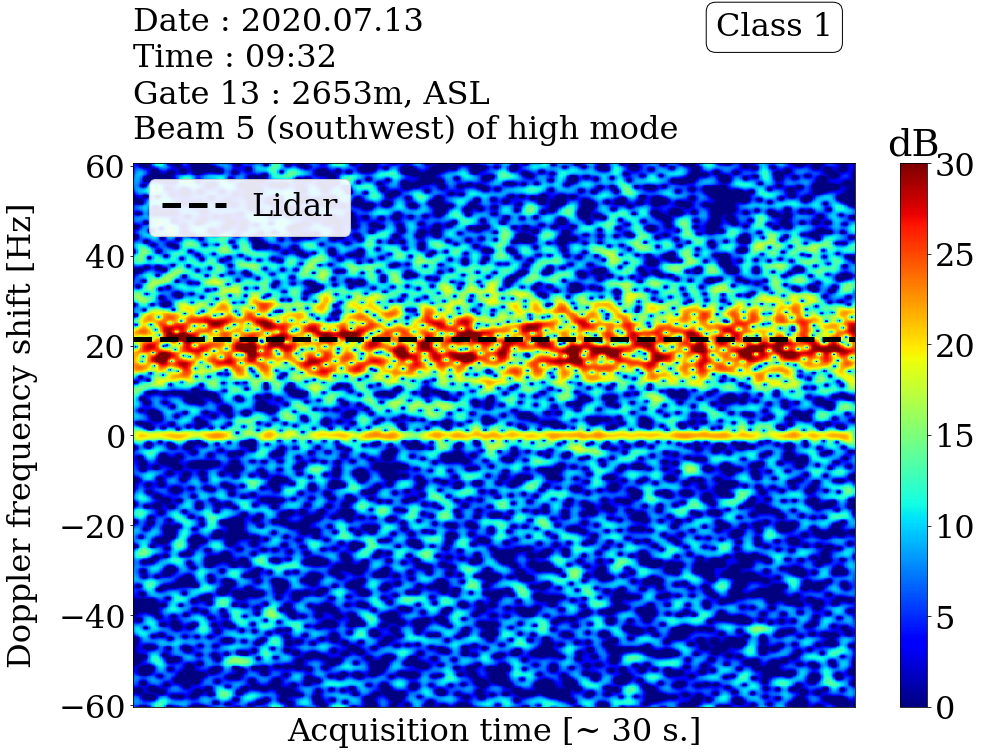 Date : 2020.07.13
Time : 09:32
Gate 13 : 2653m, ASL
Beam 5 (southwest) of high mode
Class 1
dB
Lidar
Doppler frequency shift [Hz]
60
40
20
0
−20
−40
−60
30
25
20
15
10
5
0
Acquisition time [~ 30 s.]